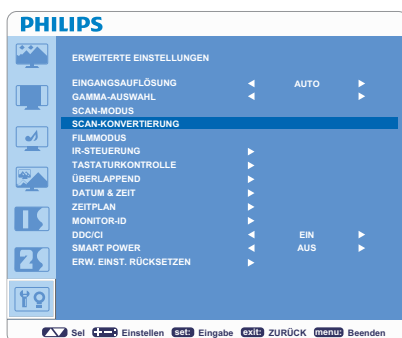 PHILIPS
ERWEITERTE EINSTELLUNGEN
EINGANGSAUFLÖSUNG AUTO
GAMMA-AUSWAHL
SCAN-MODUS
SCAN-KONVERTIERUNG
FILMMODUS
IR-STEUERUNG
TASTATURKONTROLLE
ÜBERLAPPEND
DATUM & ZEIT
ZEITPLAN
MONITOR-ID
DDC/CI EIN
SMART POWER AUS
ERW. EINST. RÜCKSETZEN
Sel Einstellen set: Eingabe exit: ZURÜCK menu: Beenden